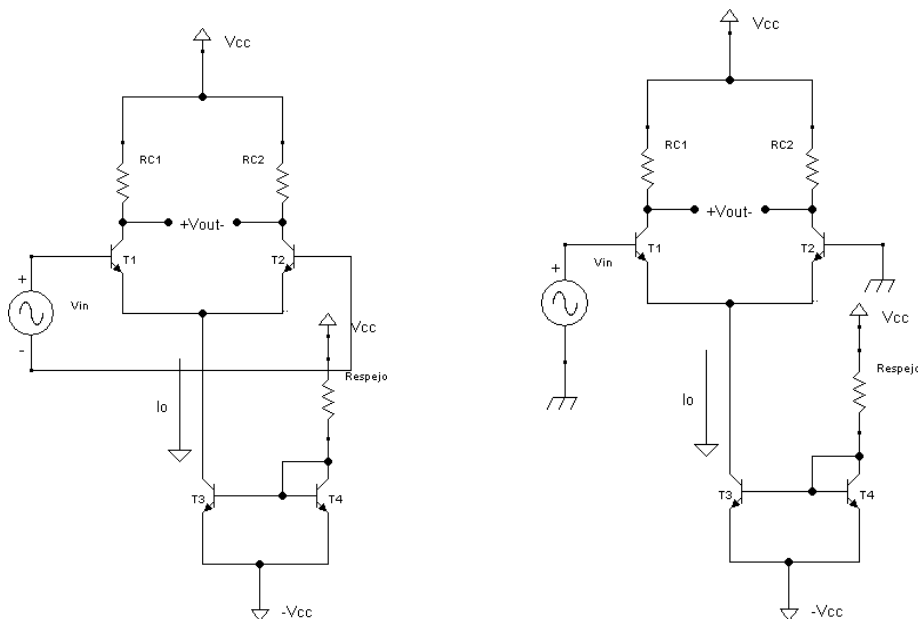 Vcc
RC1
RC2
+Vout-
T1
T2
+
Vin
-
Vcc
Respejo
Io
T3
T4
-Vcc
Vcc
RC1
RC2
+Vout-
T1
T2
+
Vin
Vcc
Respejo
Io
T3
T4
-Vcc